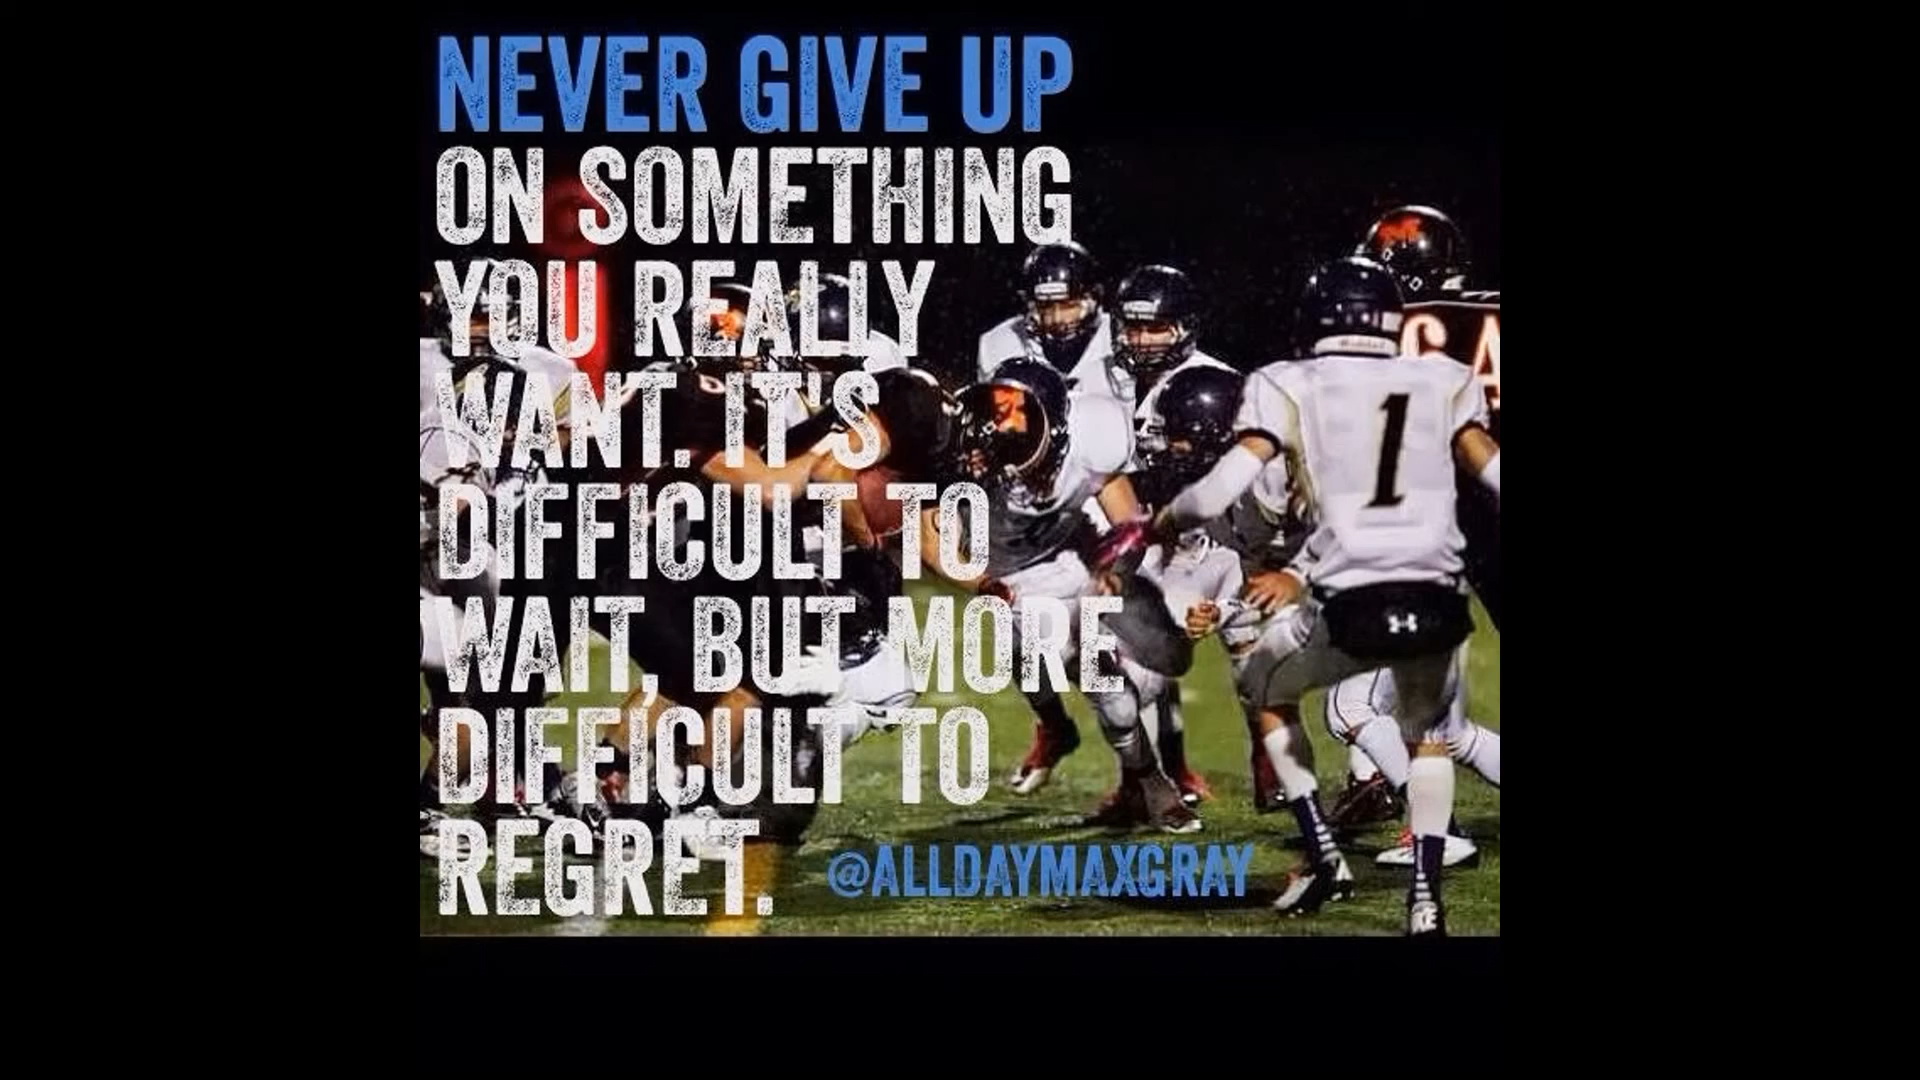 NEVER GIVE UP
ON SOMETHING
YOU REALLY
WANT. IT'S
DIFFICULT TO
WAIT, BUT MORE
DIFFICULT TO
REGRET.
@ALLDAYMAXGRAY
1
CA